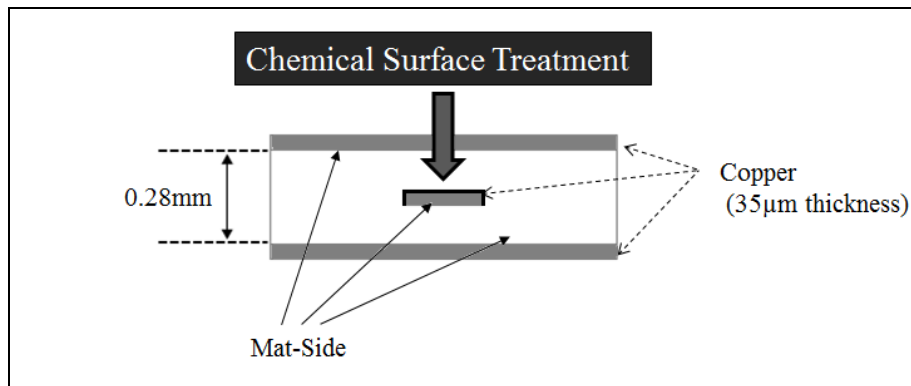 Chemical Surface Treatment
0.28mm
Copper
(35µm thickness)
Mat-Side